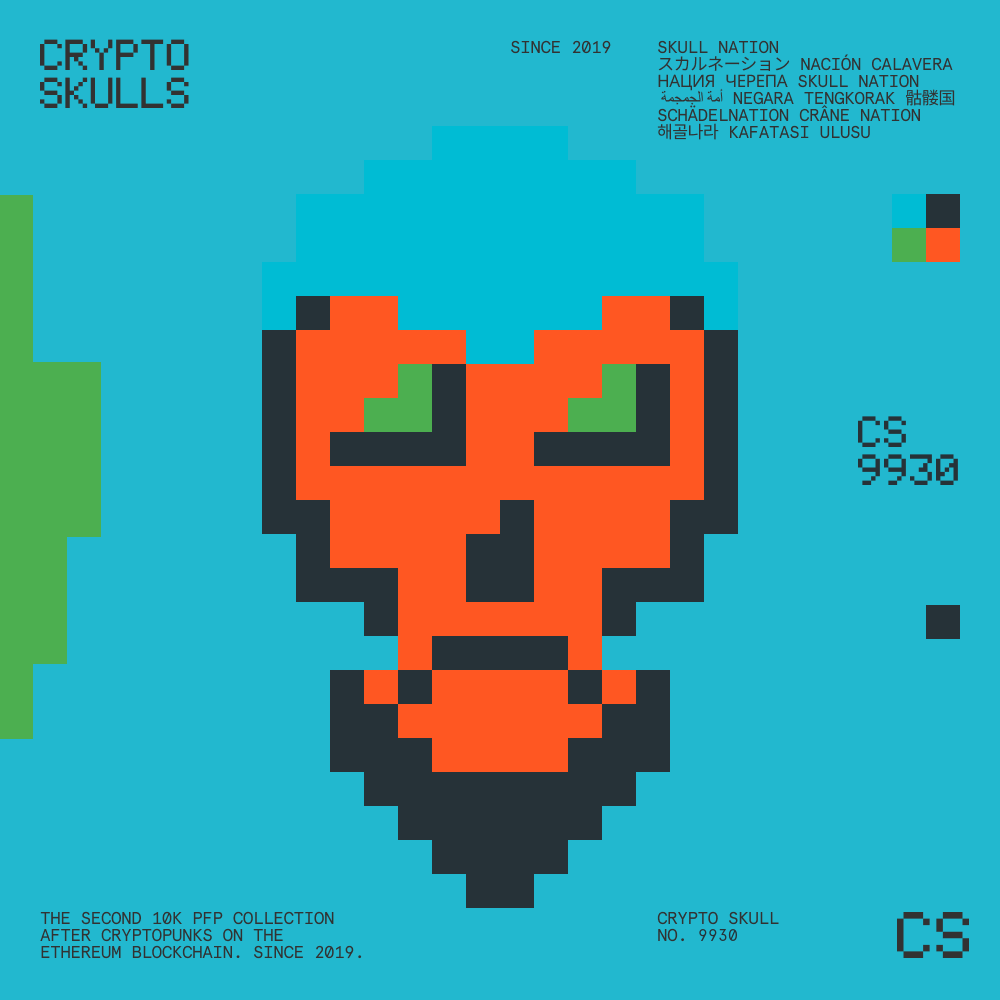 CRYPTO
SKULLS
SINCE 2019
SKULL NATION
スカルネーション NACIÓN CALAVERA
НАЦИЯ ЧЕРЕПА SKULL NATION
أمة الجمجمة NEGARA TENGKORAK 骷髅国
SCHÄDELNATION CRÂNE NATION
해골나라 KAFATASI ULUSU
CS
9930
THE SECOND 10K PFP COLLECTION
AFTER CRYPTOPUNKS ON THE
ETHEREUM BLOCKCHAIN. SINCE 2019.
CRYPTO SKULL
NO. 9930
CS